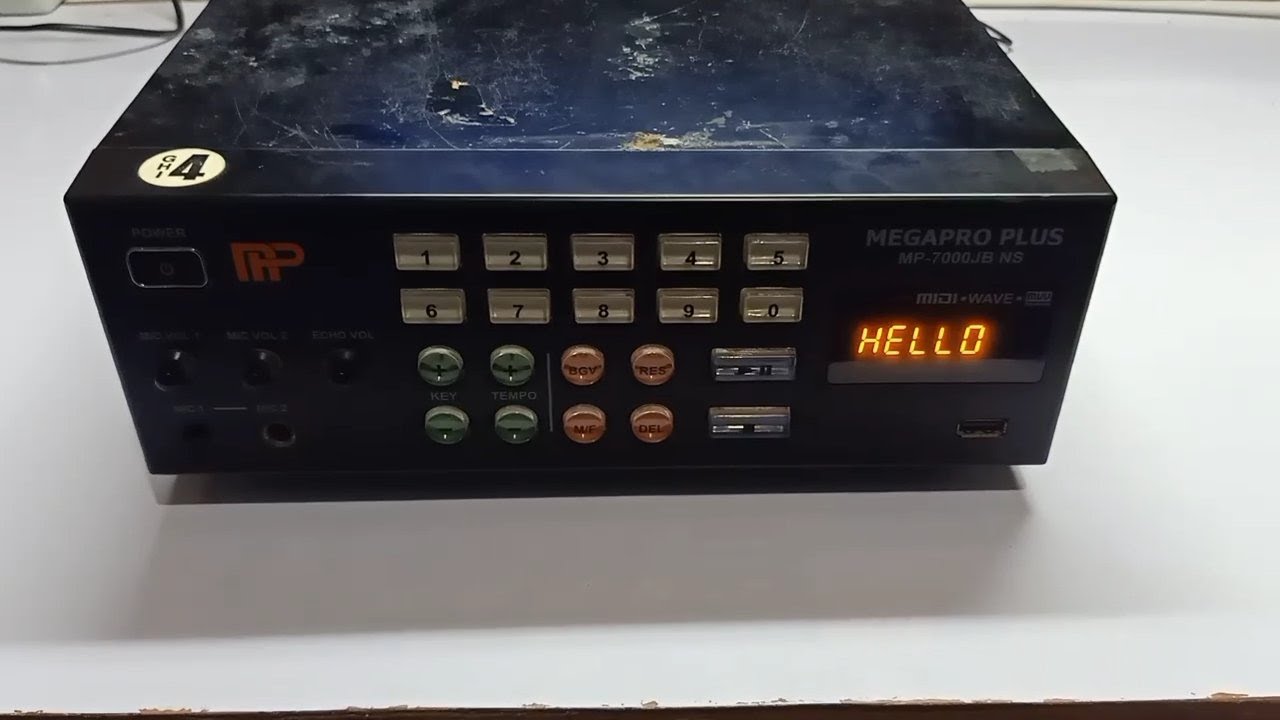 GHI 4
POWER
MP
1 2 3 4 5
MEGAPRO PLUS
MP-7000JB NS
6 7 8 9 0
MIDI • WAVE •
HELLO
MIC VOL 1 MIC VOL 2 ECHO VOL
+ + BGV RES
KEY TEMPO
MIC 1 MIC 2
- - M/F DEL